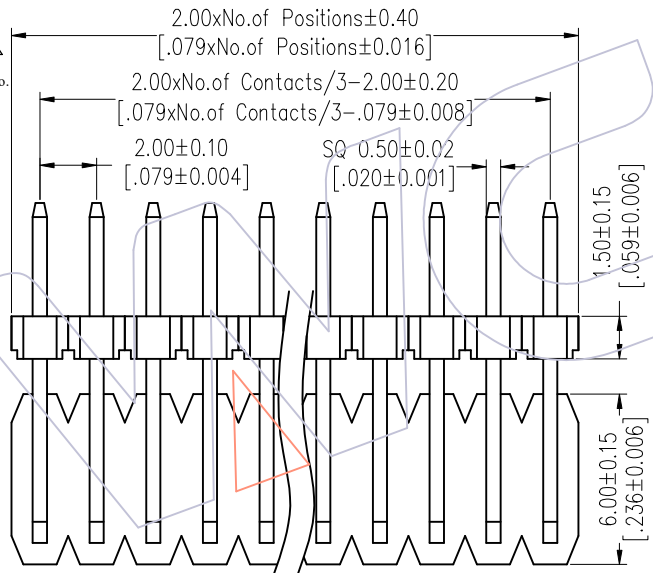 2.00xNo.of Positions±0.40
[.079xNo.of Positions±0.016]
2.00xNo.of Contacts/3-2.00±0.20
[.079xNo.of Contacts/3-.079±0.008]
2.00±0.10
[.079±0.004]
SQ 0.50±0.02
[.020±0.001]
1.50±0.15
[.059±0.006]
6.00±0.15
[.236±0.006]